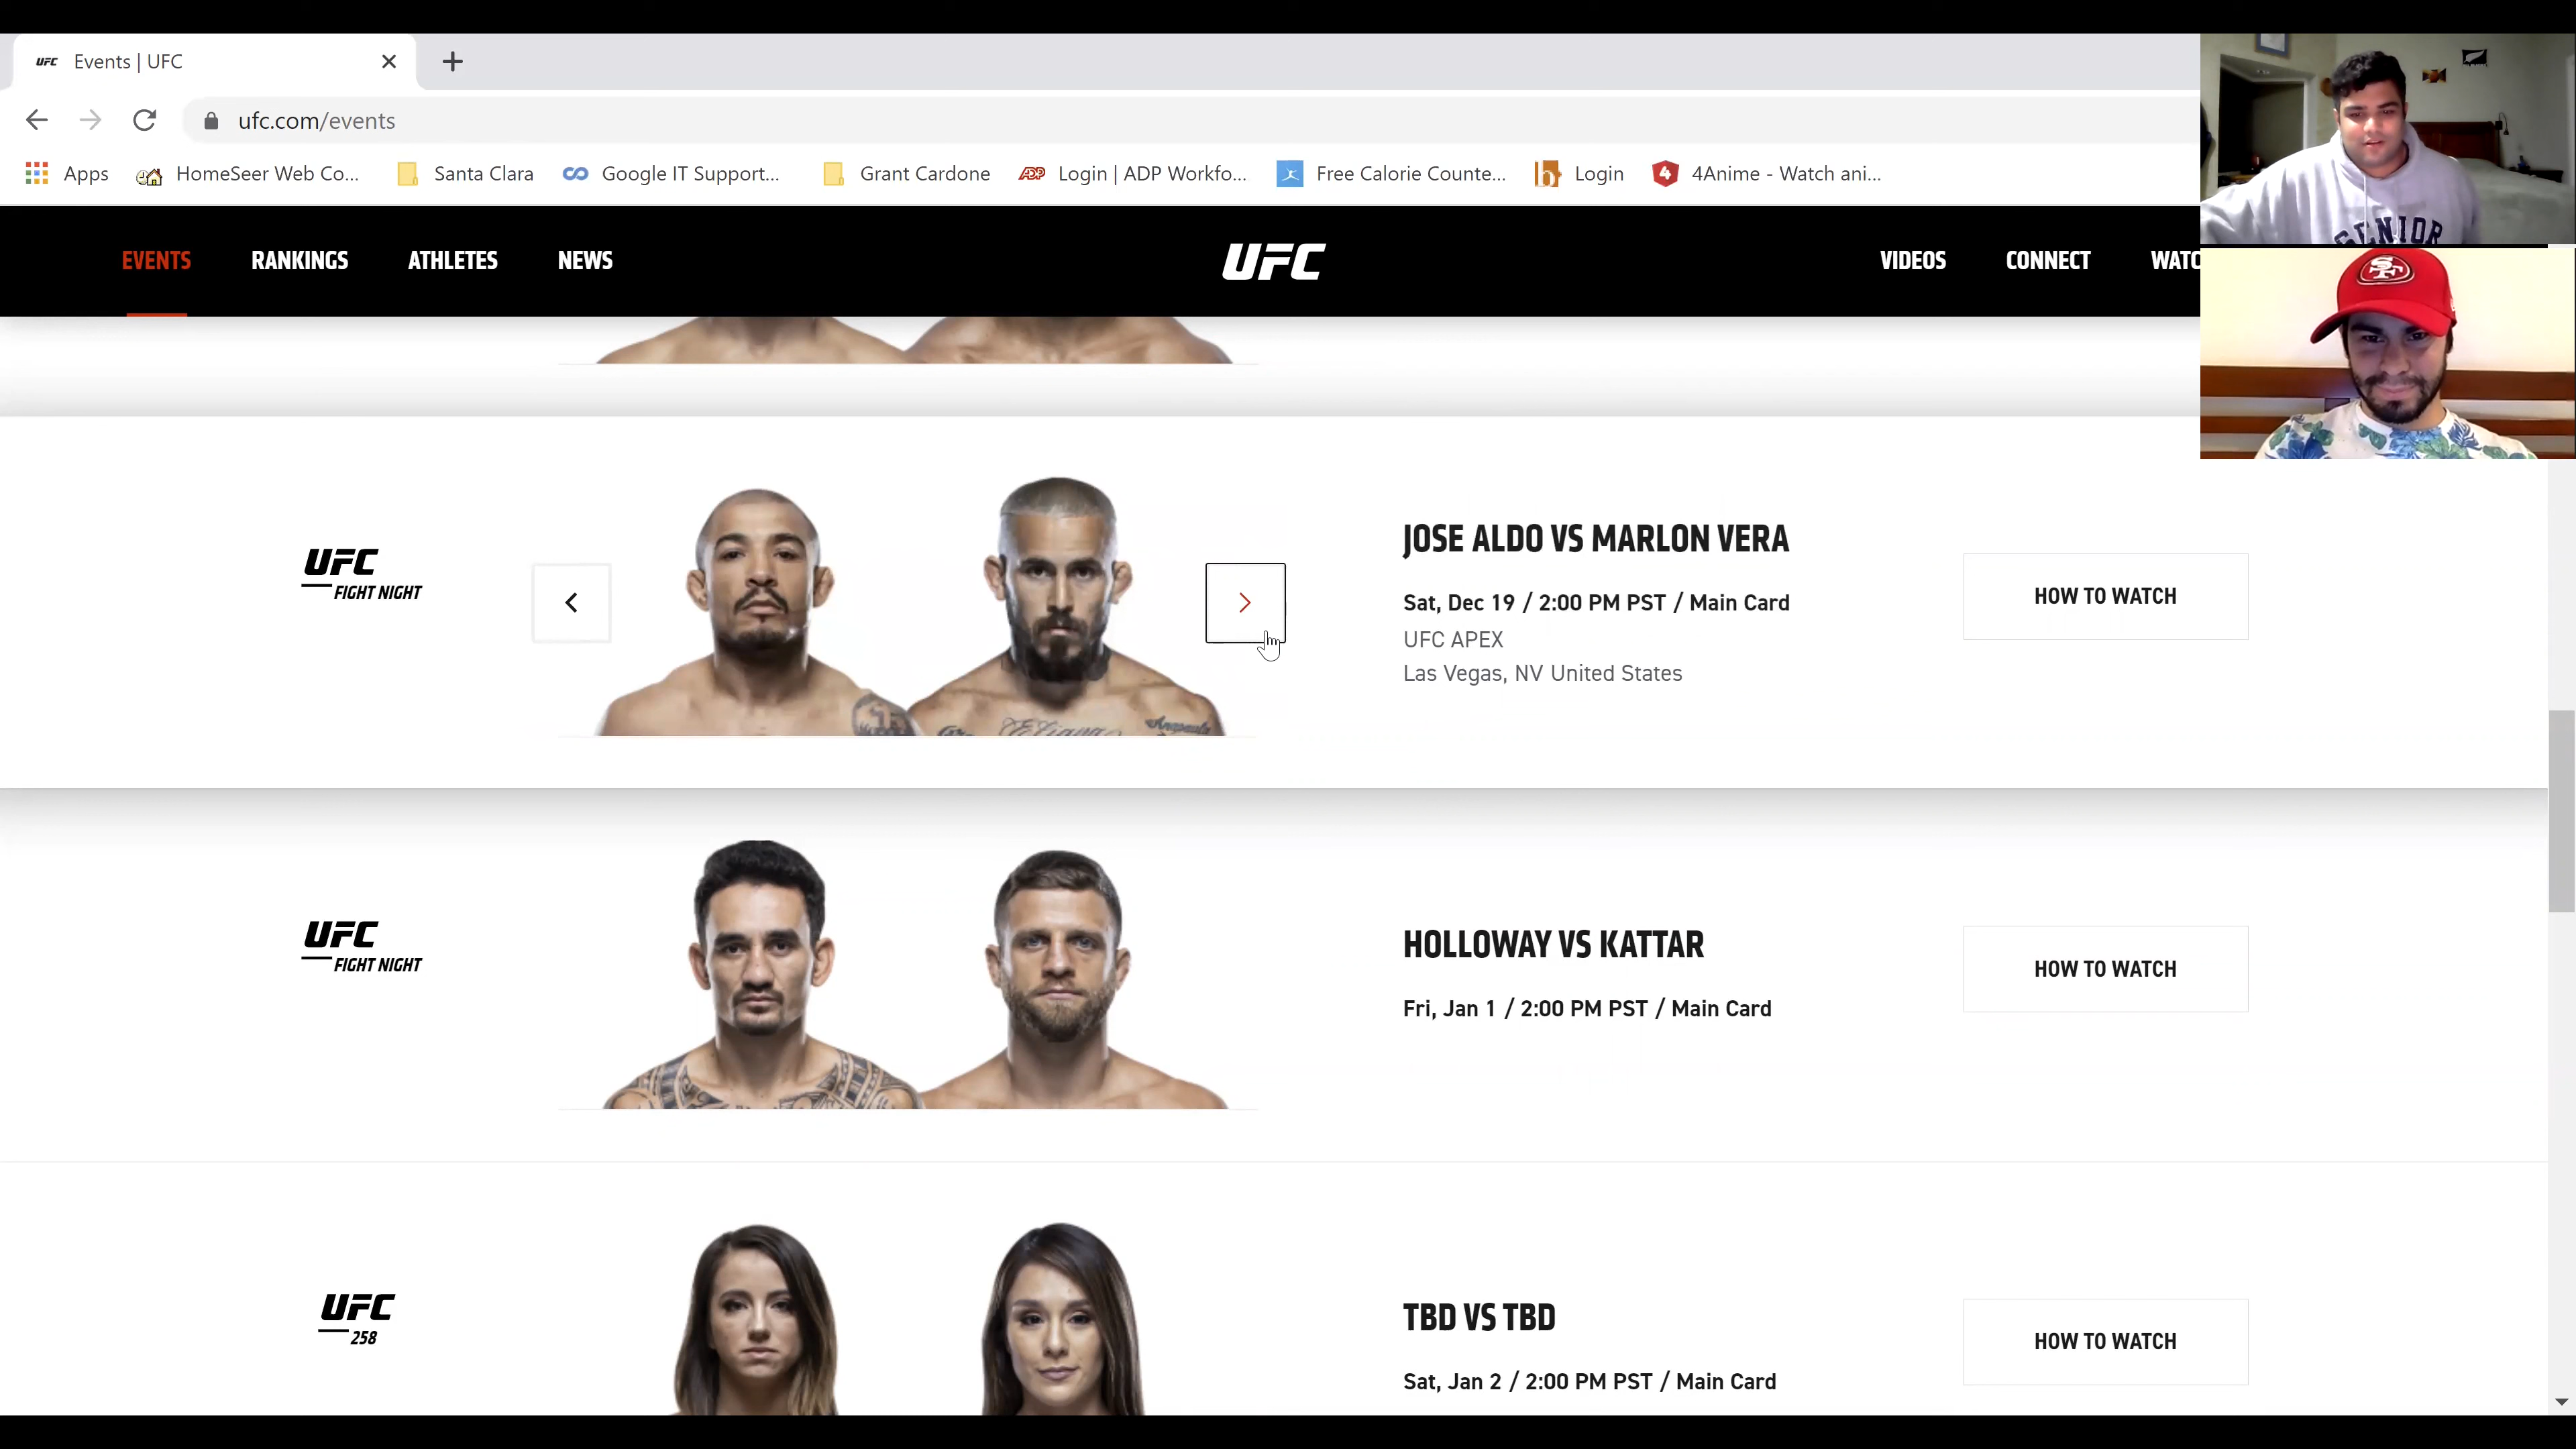 UFC Events | UFC
ufc.com/events
Apps HomeSeer Web Co... Santa Clara Google IT Support... Grant Cardone ADP Login | ADP Workfo... Free Calorie Counte... b Login 4 4Anime - Watch ani...
EVENTS RANKINGS ATHLETES NEWS UFC VIDEOS CONNECT
SENIOR
SF
UFC
FIGHT NIGHT
JOSE ALDO VS MARLON VERA
Sat, Dec 19 / 2:00 PM PST / Main Card
UFC APEX
Las Vegas, NV United States
HOW TO WATCH
UFC
FIGHT NIGHT
HOLLOWAY VS KATTAR
Fri, Jan 1 / 2:00 PM PST / Main Card
HOW TO WATCH
UFC
258
TBD VS TBD
Sat, Jan 2 / 2:00 PM PST / Main Card
HOW TO WATCH